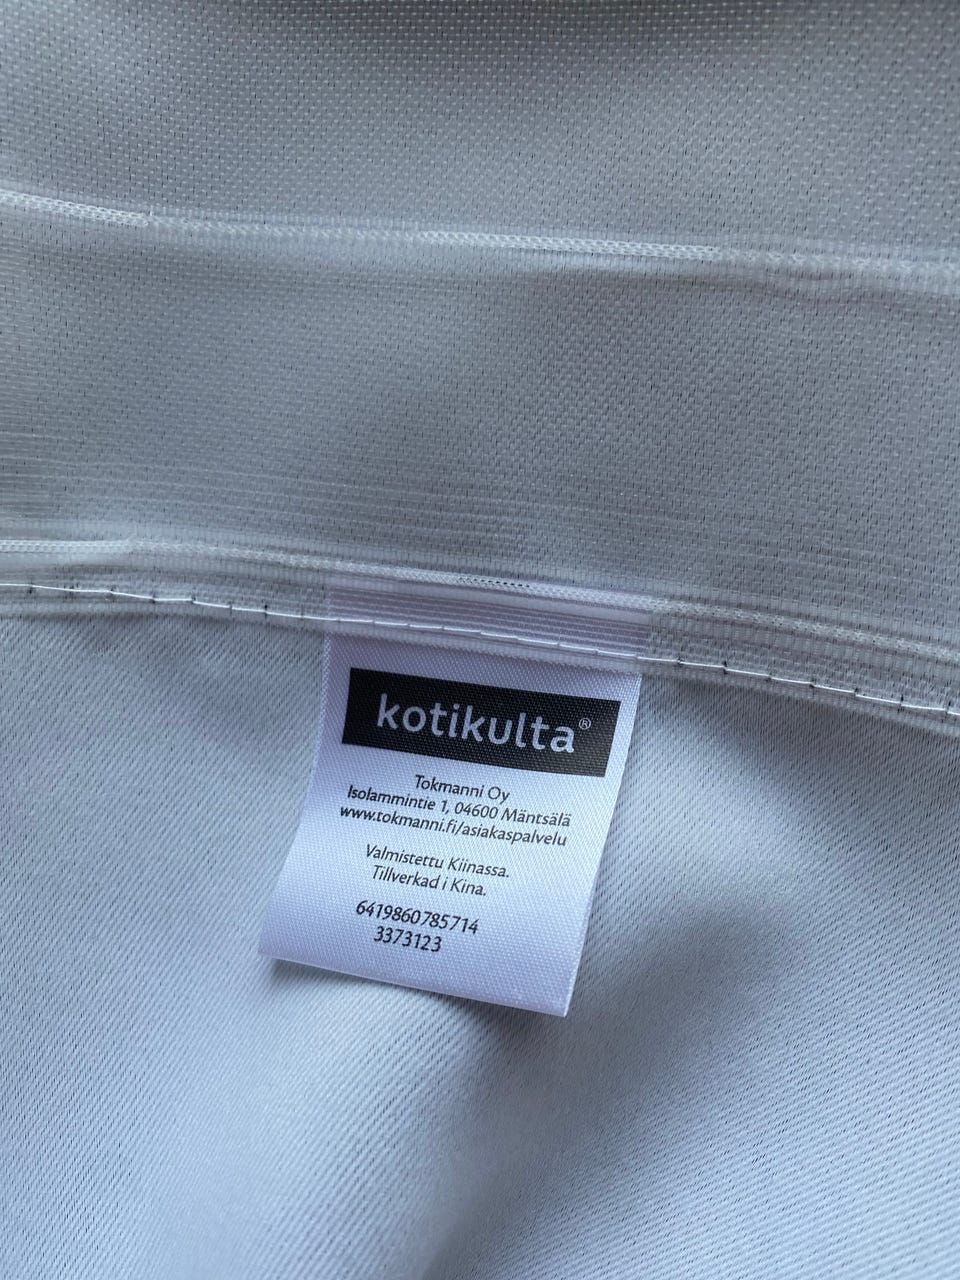 kotikulta®
Tokmanni Oy
Isolammintie 1, 04600 Mäntsälä
www.tokmanni.fi/asiakaspalvelu
Valmistettu Kiinassa.
Tillverkad i Kina.
6419860785714
3373123